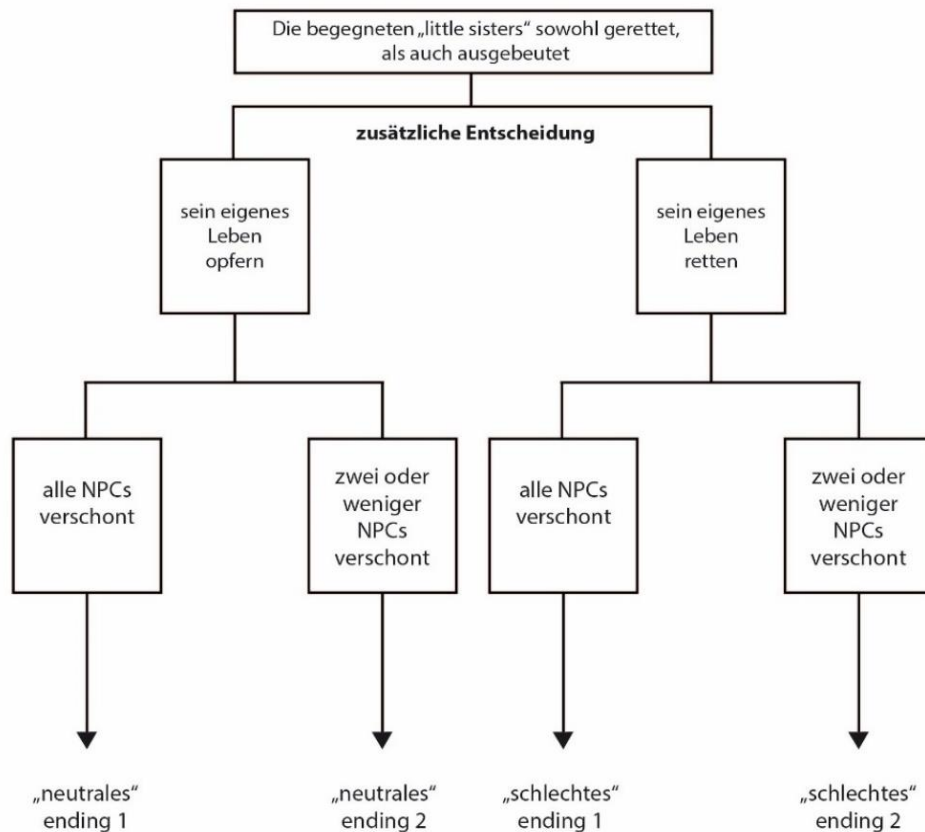 Die begegneten „little sisters“ sowohl gerettet,
als auch ausgebeutet
zusätzliche Entscheidung
sein eigenes
Leben
opfern
sein eigenes
Leben
retten
alle NPCs
verschont
zwei oder
weniger
NPCs
verschont
alle NPCs
verschont
zwei oder
weniger
NPCs
verschont
„neutrales“
ending 1
„neutrales“
ending 2
„schlechtes“
ending 1
„schlechtes“
ending 2